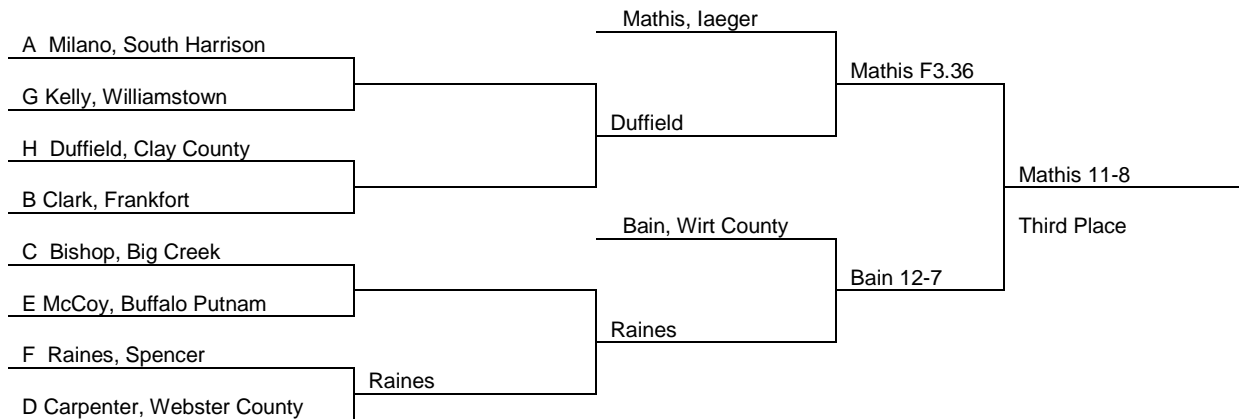 Mathis, Iaeger
A  Milano, South Harrison
Mathis F3.36
G Kelly, Williamstown
Duffield
H  Duffield, Clay County
Mathis 11-8
B Clark, Frankfort
Bain, Wirt County
Third Place
C  Bishop, Big Creek
Bain 12-7
E McCoy, Buffalo Putnam
Raines
F  Raines, Spencer
Raines
D Carpenter, Webster County